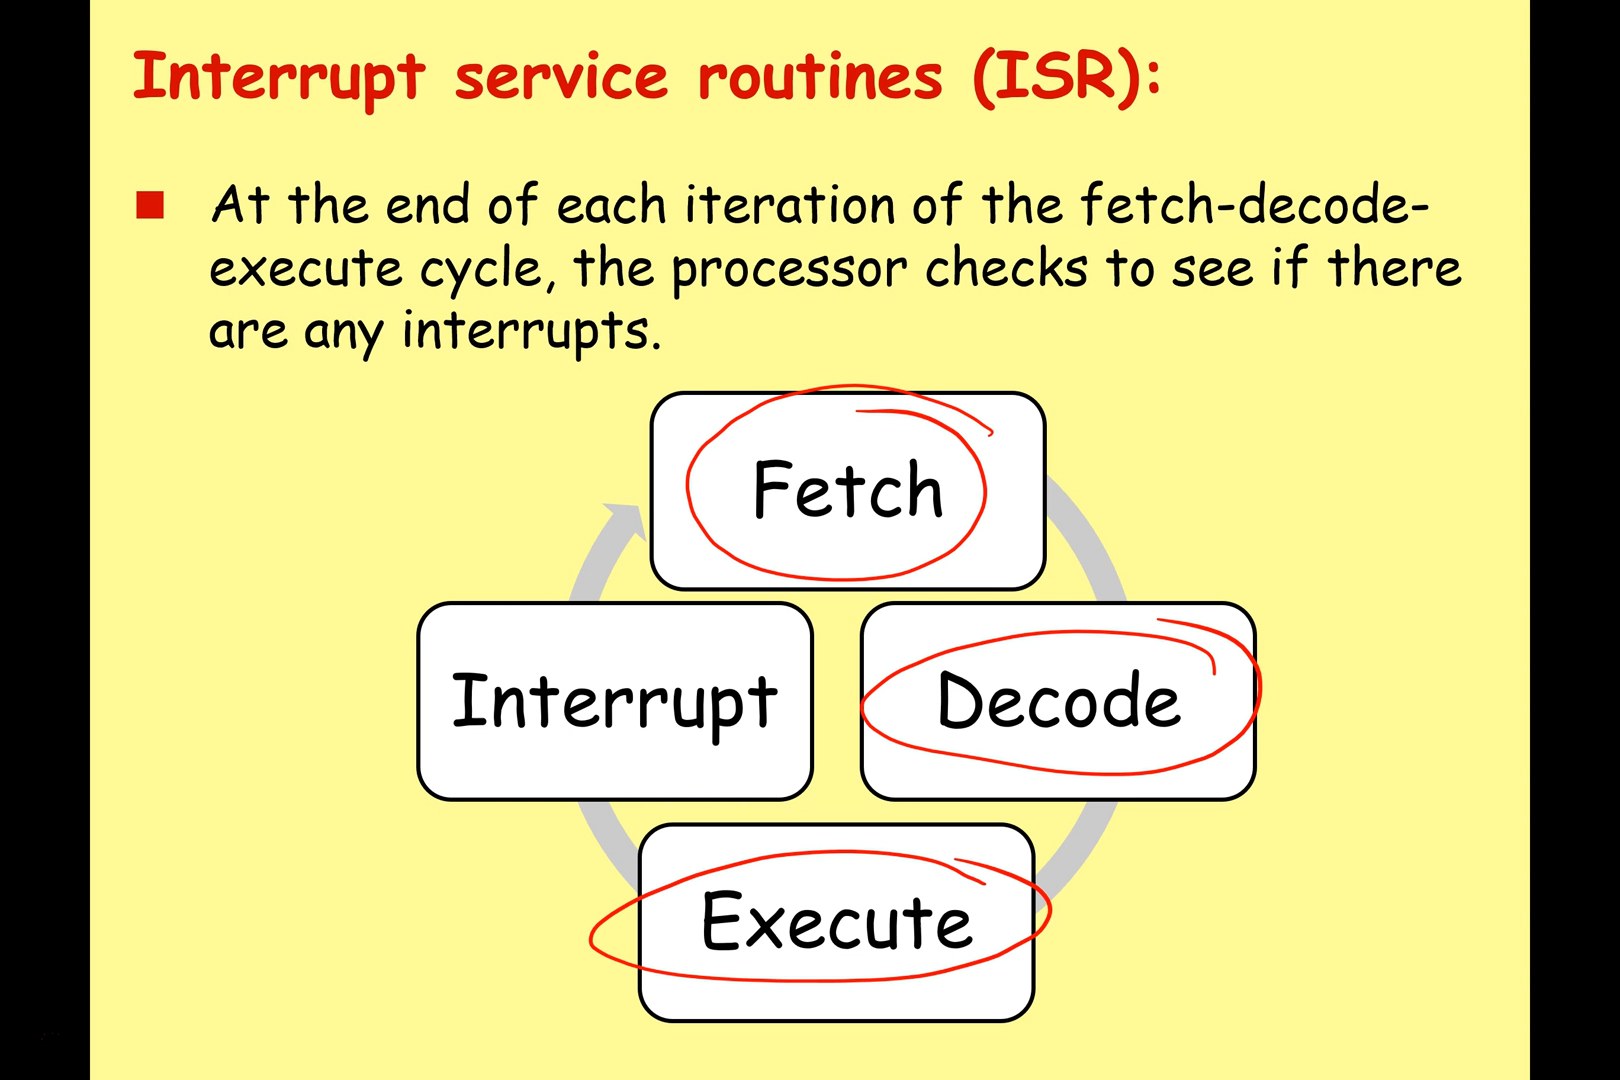 Interrupt service routines (ISR):
At the end of each iteration of the fetch-decode-
execute cycle, the processor checks to see if there
are any interrupts.
Fetch
Interrupt
Decode
Execute